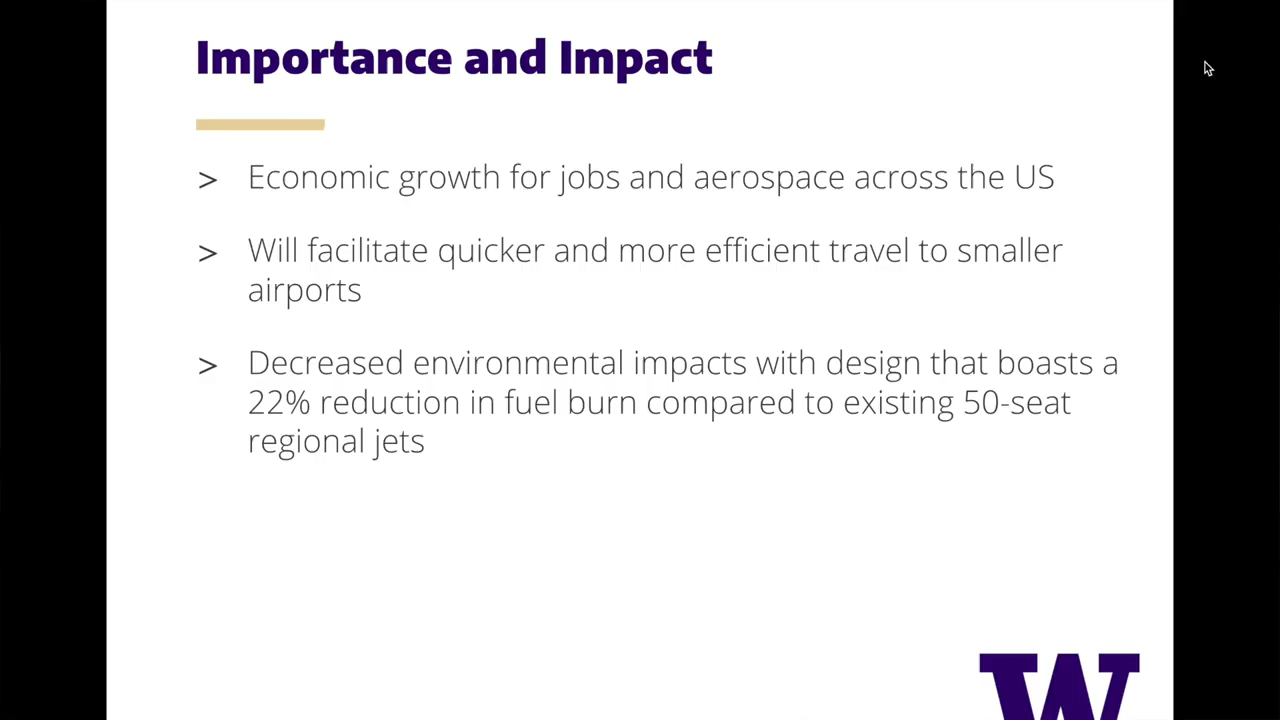 Importance and Impact
> Economic growth for jobs and aerospace across the US
> Will facilitate quicker and more efficient travel to smaller
airports
> Decreased environmental impacts with design that boasts a
22% reduction in fuel burn compared to existing 50-seat
regional jets
W